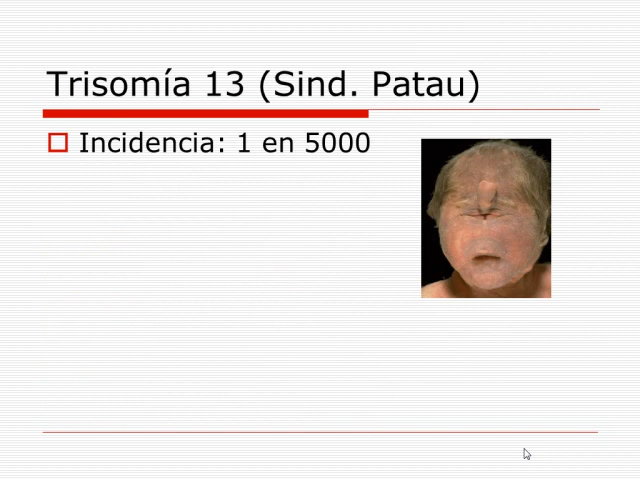 Trisomía 13 (Sind. Patau)
Incidencia: 1 en 5000